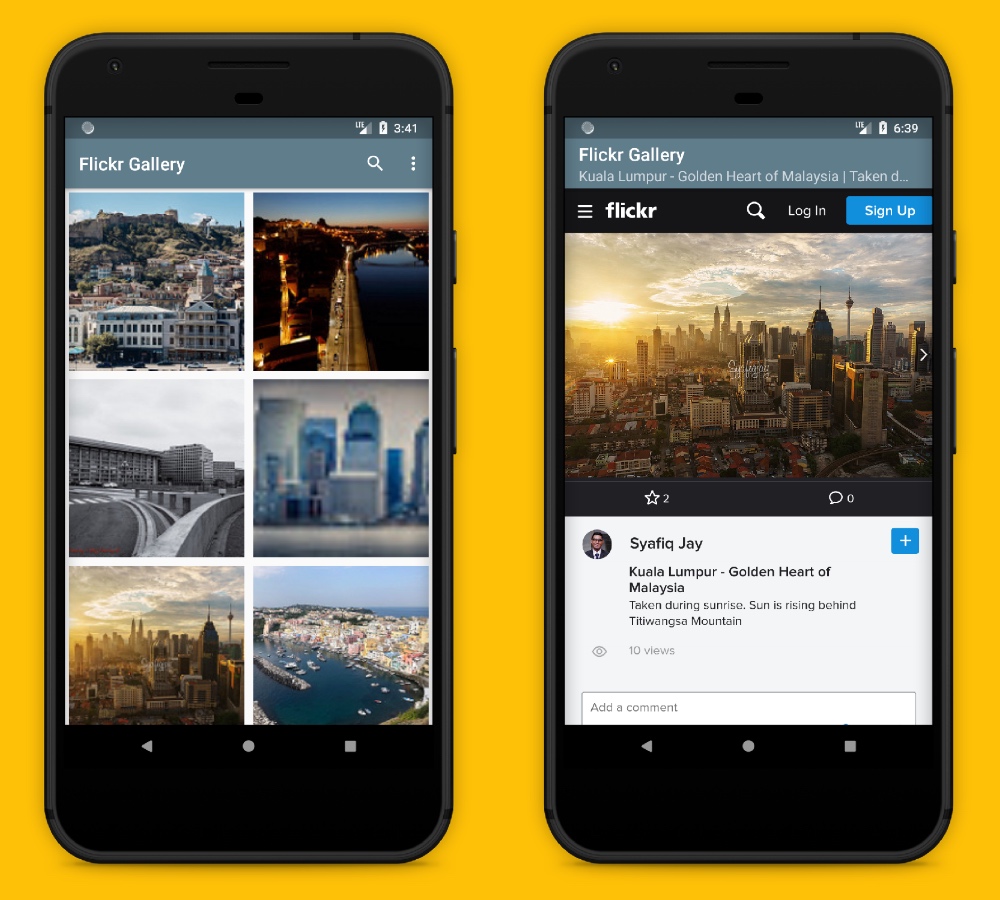 LTE 3:41
Flickr Gallery
LTE 6:39
Flickr Gallery
Kuala Lumpur - Golden Heart of Malaysia | Taken d...
flickr Log In Sign Up
2 0
Syafiq Jay +
Kuala Lumpur - Golden Heart of
Malaysia
Taken during sunrise. Sun is rising behind
Titiwangsa Mountain
10 views
Add a comment